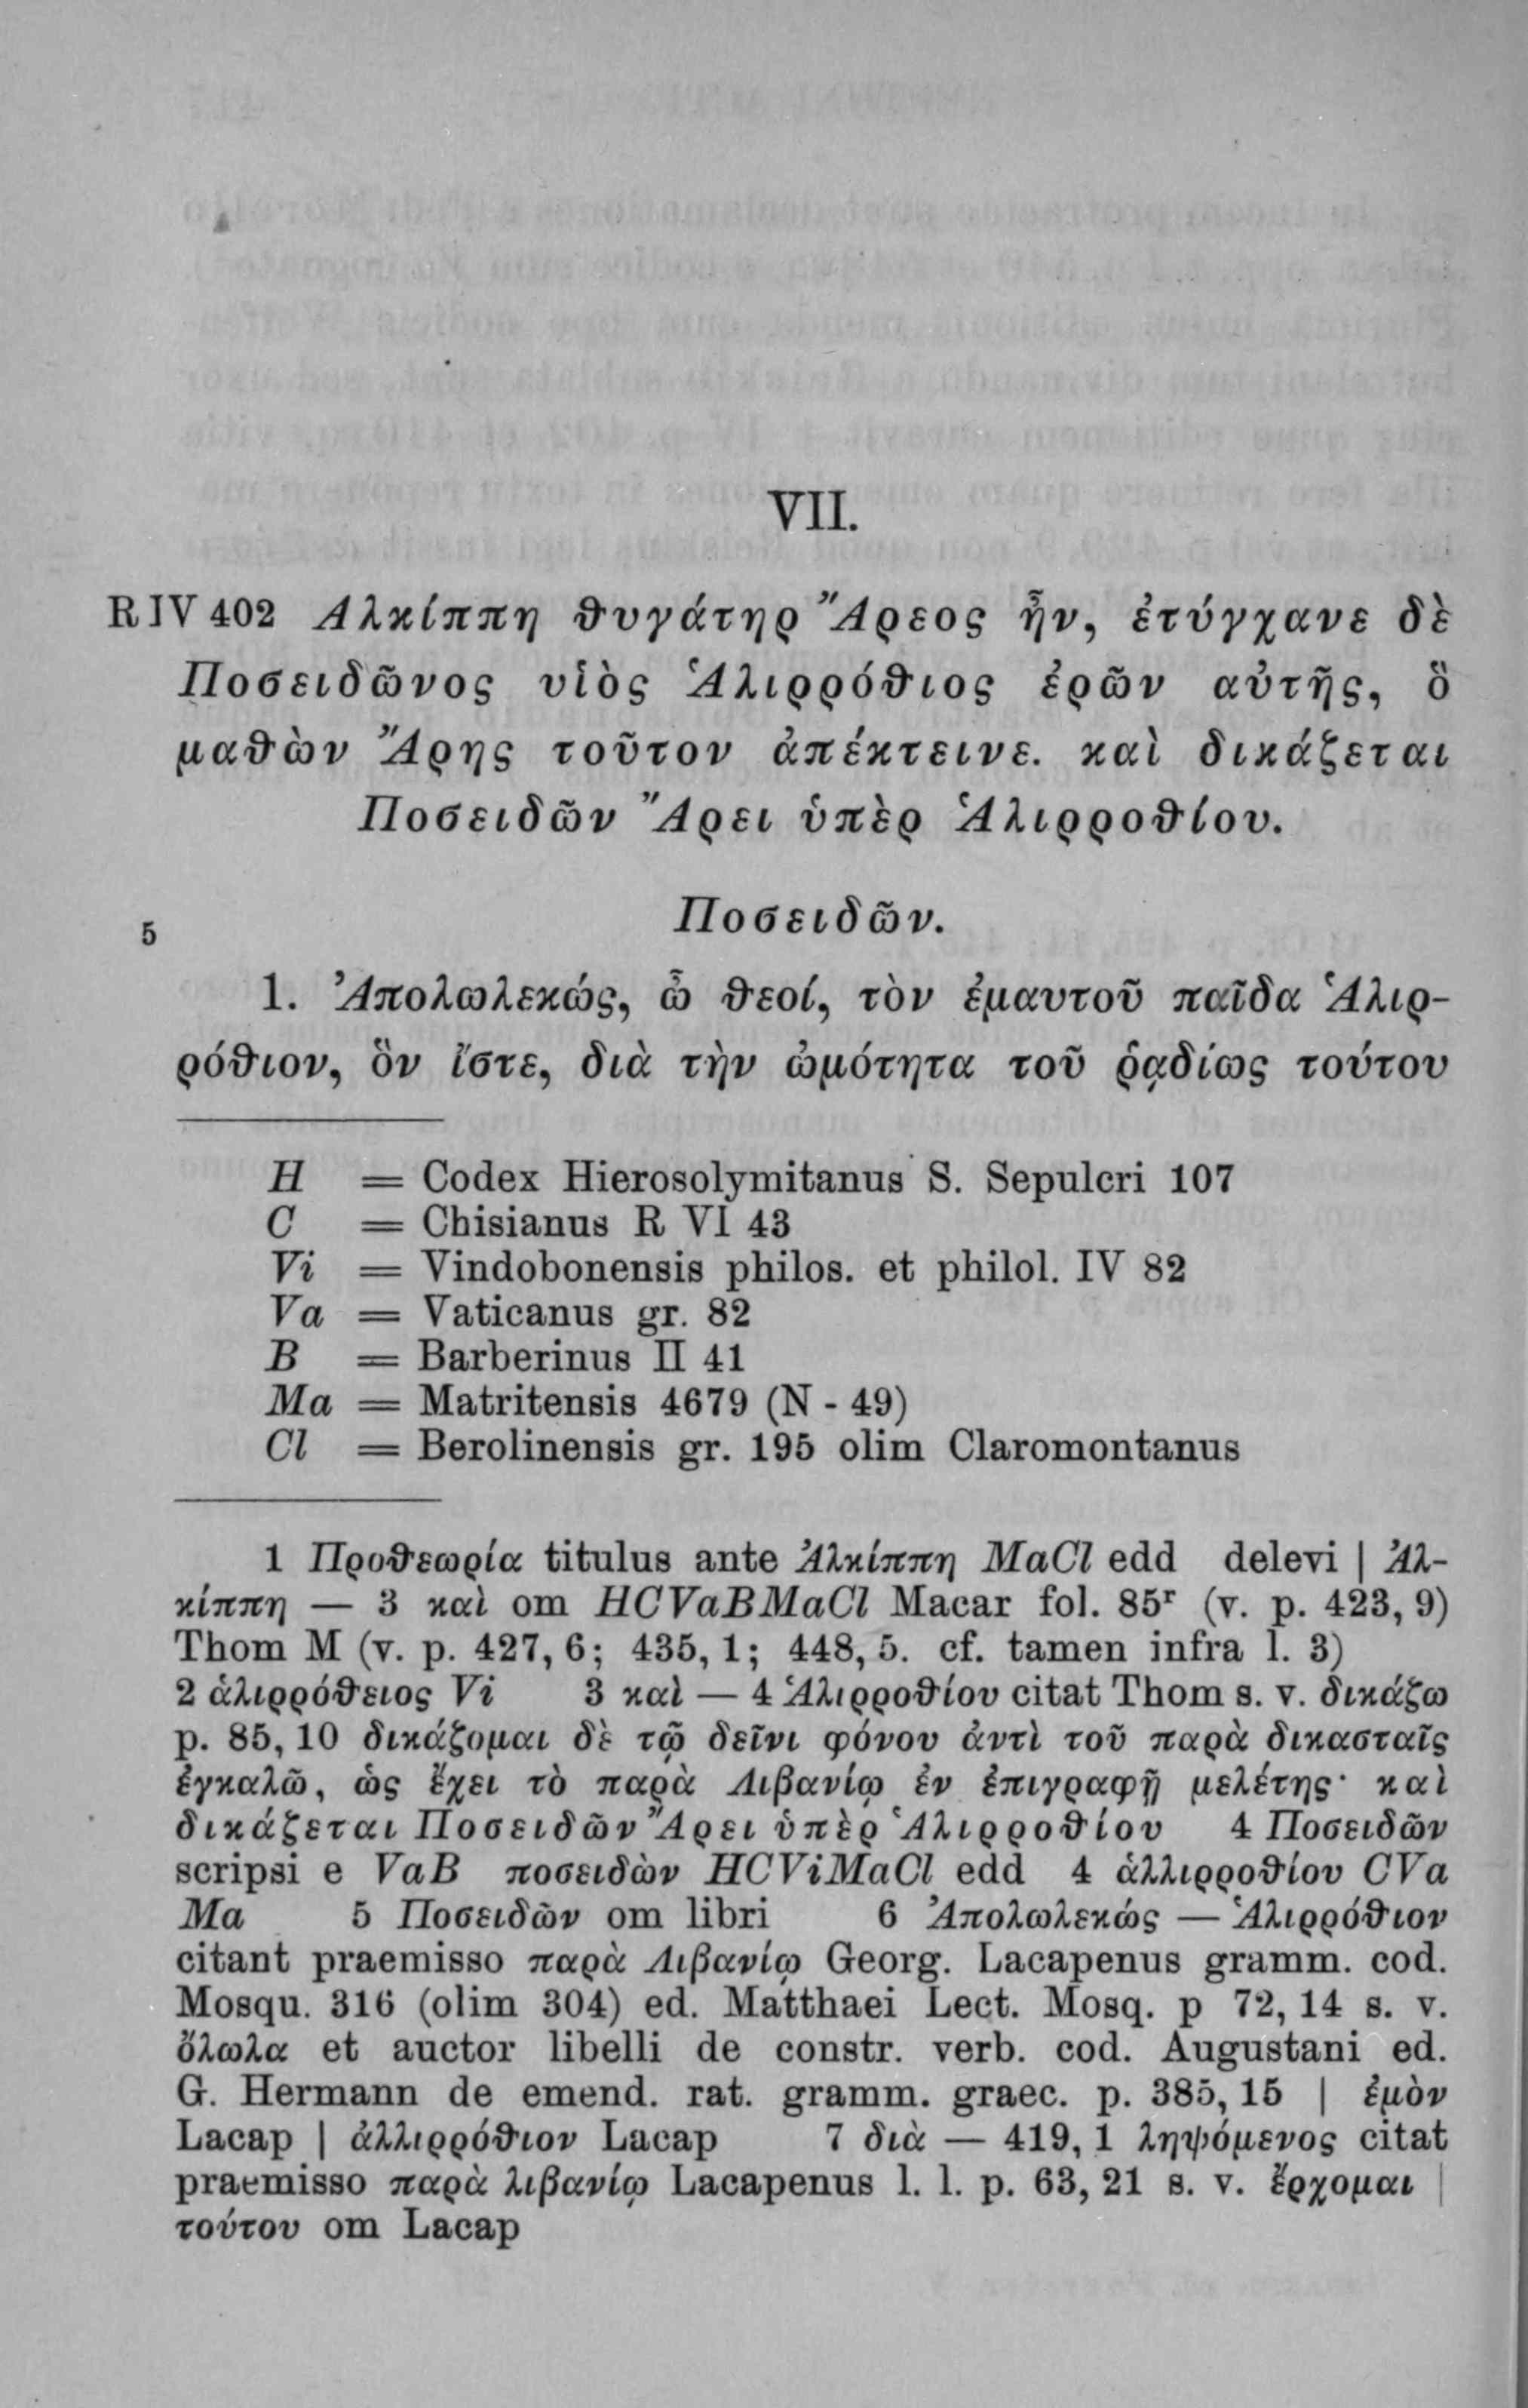 VII.
R IV 402 Αλκίππη θυγάτηρ Ἄρεος ἦν, ἐτύγχανε δὲ
Ποσειδῶνος υἱὸς Ἁλιρρόθιος ἐρῶν αὐτῆς, ὃ
μαθὼν Ἄρης τοῦτον ἀπέκτεινε. καὶ δικάζεται
Ποσειδῶν Ἄρει ὑπὲρ Ἁλιρροθίου.
5 Ποσειδῶν.
1. Ἀπολωλεκώς, ὦ θεοί, τὸν ἐμαυτοῦ παῖδα Ἁλιρ-
ρόθιον, ὃν ἴστε, διὰ τὴν ὠμότητα τοῦ ῥᾳδίως τούτου
H = Codex Hierosolymitanus S. Sepulcri 107
C = Chisianus R VI 43
Vi = Vindobonensis philos. et philol. IV 82
Va = Vaticanus gr. 82
B = Barberinus II 41
Ma = Matritensis 4679 (N - 49)
Cl = Berolinensis gr. 195 olim Claromontanus
1 Προθεωρία titulus ante Ἀλκίππη MaCl edd delevi | Ἀλ-
κίππη — 3 καὶ om HCVaBMaCl Macar fol. 85ʳ (v. p. 423, 9)
Thom M (v. p. 427, 6; 435, 1; 448, 5. cf. tamen infra l. 3)
2 ἁλιρρόθειος Vi 3 καὶ — 4 Ἁλιρροθίου citat Thom s. v. δικάζω
p. 85, 10 δικάζομαι δὲ τῷ δεῖνι φόνου ἀντὶ τοῦ παρὰ δικασταῖς
ἐγκαλῶ, ὡς ἔχει τὸ παρὰ Λιβανίῳ ἐν ἐπιγραφῇ μελέτης· καὶ
δικάζεται Ποσειδῶν Ἄρει ὑπὲρ Ἁλιρροθίου 4 Ποσειδῶν
scripsi e VaB ποσειδὼν HCViMaCl edd 4 ἁλλιρροθίου CVa
Ma 5 Ποσειδῶν om libri 6 Ἀπολωλεκώς — Ἁλιρρόθιον
citant praemisso παρὰ Λιβανίῳ Georg. Lacapenus gramm. cod.
Mosqu. 316 (olim 304) ed. Matthaei Lect. Mosq. p 72, 14 s. v.
ὄλωλα et auctor libelli de constr. verb. cod. Augustani ed.
G. Hermann de emend. rat. gramm. graec. p. 385, 15 | ἐμὸν
Lacap | ἀλλιρρόθιον Lacap 7 διὰ — 419, 1 ληψόμενος citat
praemisso παρὰ λιβανίῳ Lacapenus l. l. p. 63, 21 s. v. ἔρχομαι |
τούτου om Lacap